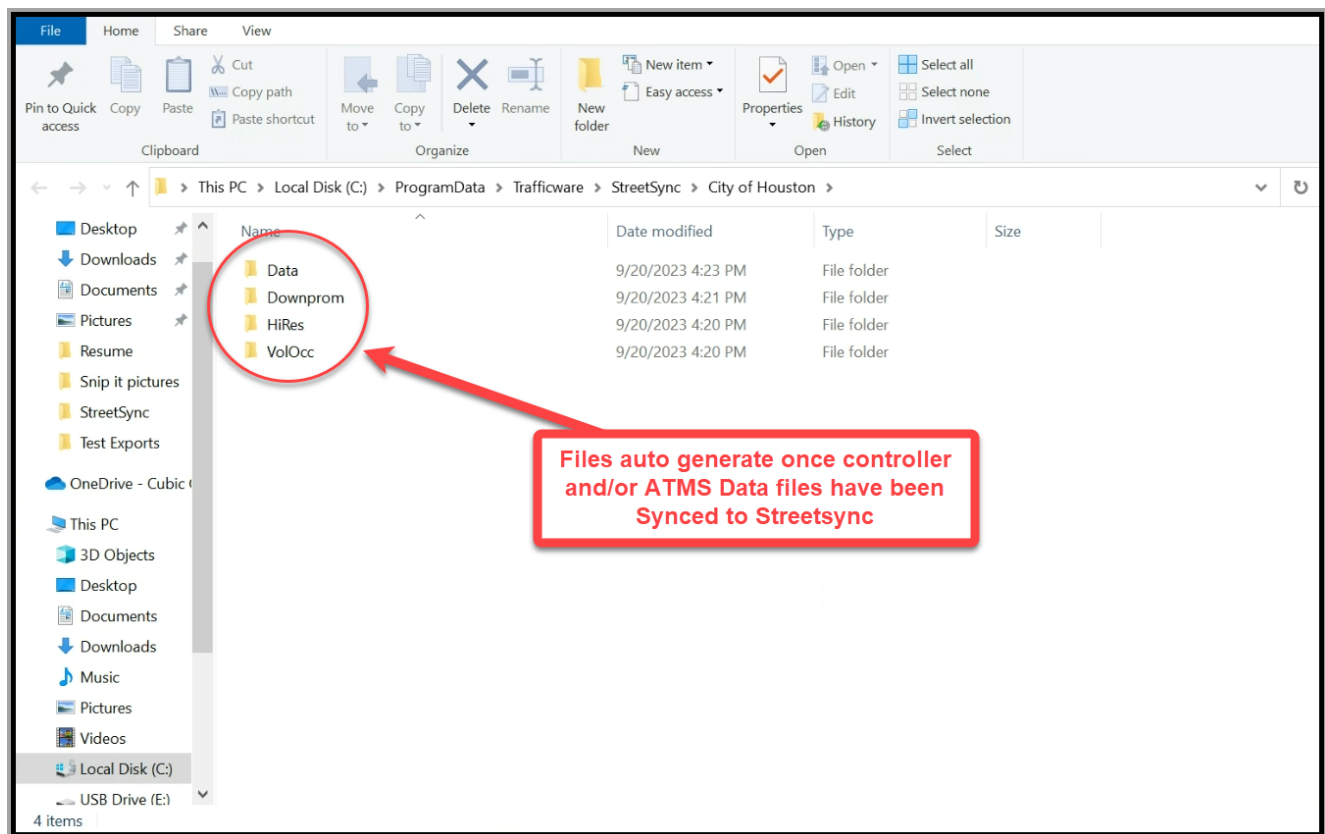 File Home Share View
Pin to Quick access
Copy
Paste
Cut
Copy path
Paste shortcut
Clipboard
Move to
Copy to
Delete
Rename
Organize
New folder
New item
Easy access
New
Properties
Open
Edit
History
Open
Select all
Select none
Invert selection
Select
This PC > Local Disk (C:) > ProgramData > Trafficware > StreetSync > City of Houston >
Name Date modified Type Size
Data 9/20/2023 4:23 PM File folder
Downprom 9/20/2023 4:21 PM File folder
HiRes 9/20/2023 4:20 PM File folder
VolOcc 9/20/2023 4:20 PM File folder
Desktop
Downloads
Documents
Pictures
Resume
Snip it pictures
StreetSync
Test Exports
OneDrive - Cubic
This PC
3D Objects
Desktop
Documents
Downloads
Music
Pictures
Videos
Local Disk (C:)
USB Drive (E:)
Files auto generate once controller
and/or ATMS Data files have been
Synced to Streetsync
4 items